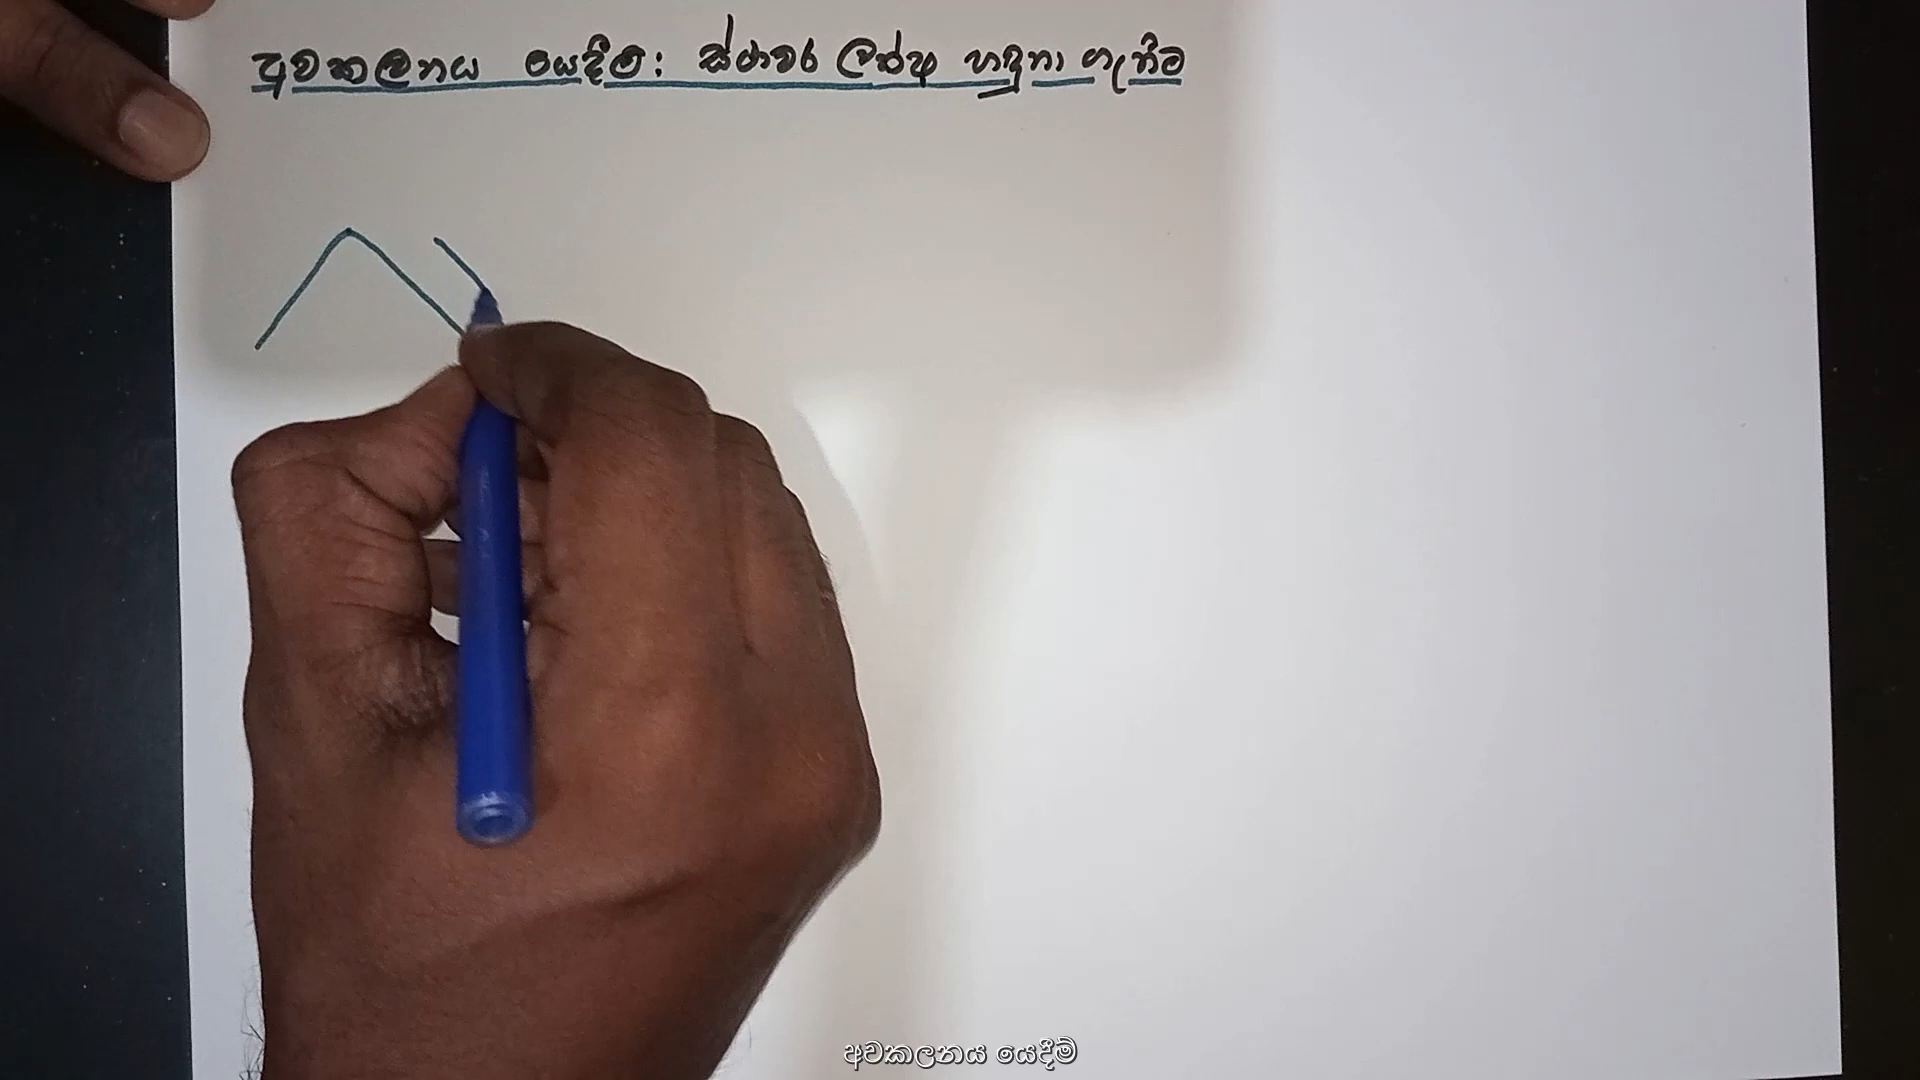 අවකලනය යෙදීම්: ස්ථාවර ලක්ෂ්‍ය හඳුනා ගැනීම
අවකලනය යෙදීම්